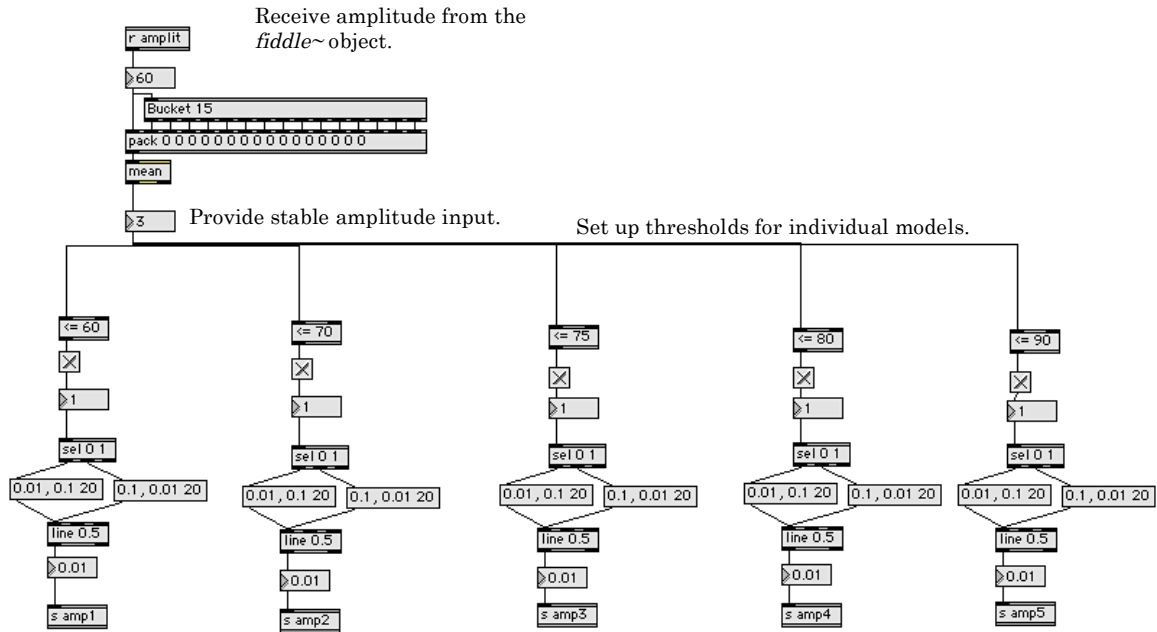 Receive amplitude from the
fiddle~ object.
r amplit
60
Bucket 15
pack 0 0 0 0 0 0 0 0 0 0 0 0 0 0 0 0
mean
3
Provide stable amplitude input.
Set up thresholds for individual models.
<= 60
<= 70
<= 75
<= 80
<= 90
1
1
1
1
1
sel 0 1
sel 0 1
sel 0 1
sel 0 1
sel 0 1
0.01, 0.1 20
0.1, 0.01 20
0.01, 0.1 20
0.1, 0.01 20
0.01, 0.1 20
0.1, 0.01 20
0.01, 0.1 20
0.1, 0.01 20
0.01, 0.1 20
0.1, 0.01 20
line 0.5
line 0.5
line 0.5
line 0.5
line 0.5
0.01
0.01
0.01
0.01
0.01
s amp1
s amp2
s amp3
s amp4
s amp5